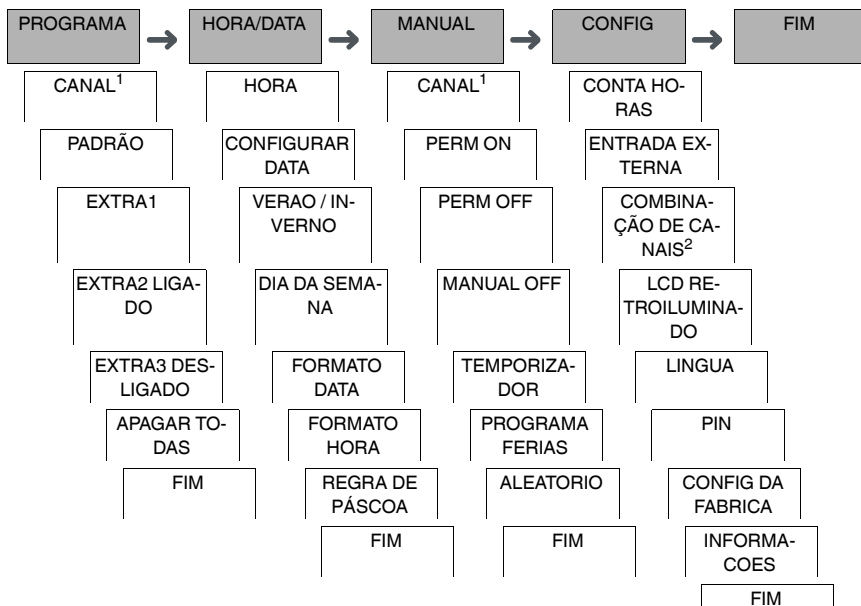 PROGRAMA
HORA/DATA
MANUAL
CONFIG
FIM
CANAL1
PADRÃO
EXTRA1
EXTRA2 LIGA-
DO
EXTRA3 DES-
LIGADO
APAGAR TO-
DAS
FIM
HORA
CONFIGURAR
DATA
VERAO / IN-
VERNO
DIA DA SEMA-
NA
FORMATO
DATA
FORMATO
HORA
REGRA DE
PÁSCOA
FIM
CANAL1
PERM ON
PERM OFF
MANUAL OFF
TEMPORIZA-
DOR
PROGRAMA
FERIAS
ALEATORIO
FIM
CONTA HO-
RAS
ENTRADA EX-
TERNA
COMBINA-
ÇÃO DE CA-
NAIS2
LCD RE-
TROILUMINA-
DO
LINGUA
PIN
CONFIG DA
FABRICA
INFORMA-
COES
FIM